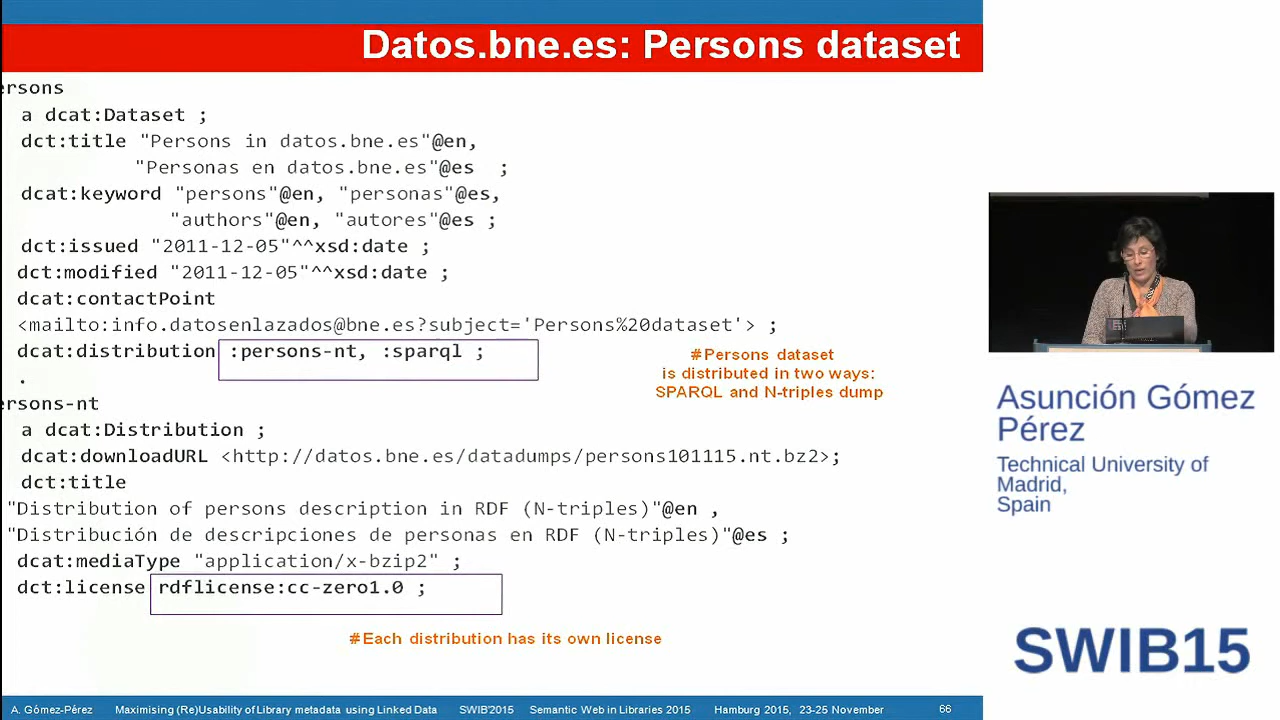 Datos.bne.es: Persons dataset
ersons
a dcat:Dataset ;
dct:title "Persons in datos.bne.es"@en,
"Personas en datos.bne.es"@es ;
dcat:keyword "persons"@en, "personas"@es,
"authors"@en, "autores"@es ;
dct:issued "2011-12-05"^^xsd:date ;
dct:modified "2011-12-05"^^xsd:date ;
dcat:contactPoint
<mailto:info.datosenlazados@bne.es?subject='Persons%20dataset'> ;
dcat:distribution :persons-nt, :sparql ;
.
#Persons dataset
is distributed in two ways:
SPARQL and N-triples dump
ersons-nt
a dcat:Distribution ;
dcat:downloadURL <http://datos.bne.es/datadumps/persons101115.nt.bz2>;
dct:title
"Distribution of persons description in RDF (N-triples)"@en ,
"Distribución de descripciones de personas en RDF (N-triples)"@es ;
dcat:mediaType "application/x-bzip2" ;
dct:license rdflicense:cc-zero1.0 ;
#Each distribution has its own license
A. Gómez-Pérez Maximising (Re)Usability of Library metadata using Linked Data SWIB'2015 Semantic Web in Libraries 2015 Hamburg 2015, 23-25 November 66
Asunción Gómez
Pérez
Technical University of
Madrid,
Spain
SWIB15